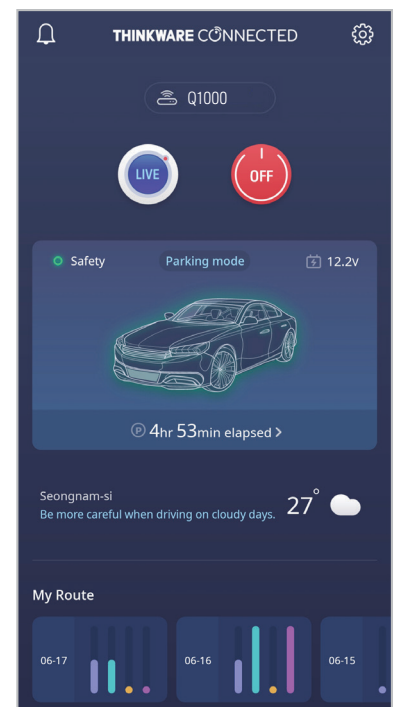 THINKWARE CONNECTED
Q1000
LIVE
OFF
Safety
Parking mode
12.2v
P 4hr 53min elapsed >
Seongnam-si
Be more careful when driving on cloudy days.
27°
My Route
06-17
06-16
06-15